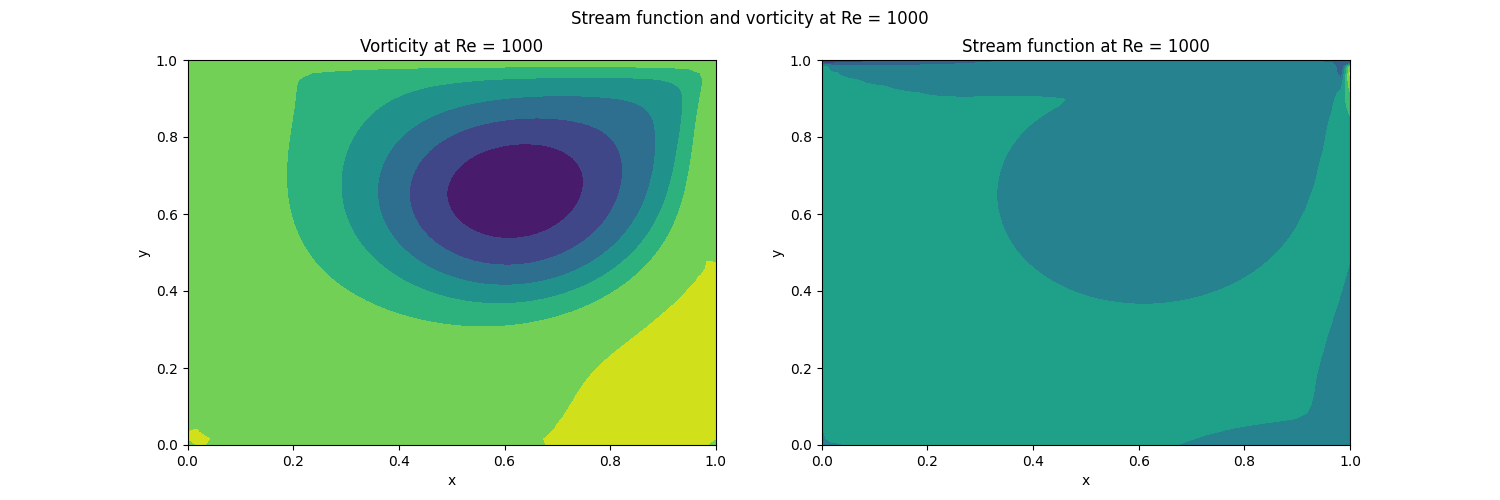 Stream function and vorticity at Re = 1000
Vorticity at Re = 1000
Stream function at Re = 1000
1.0
0.8
0.6
0.4
0.2
0.0
y
0.0 0.2 0.4 0.6 0.8 1.0
x
1.0
0.8
0.6
0.4
0.2
0.0
y
0.0 0.2 0.4 0.6 0.8 1.0
x